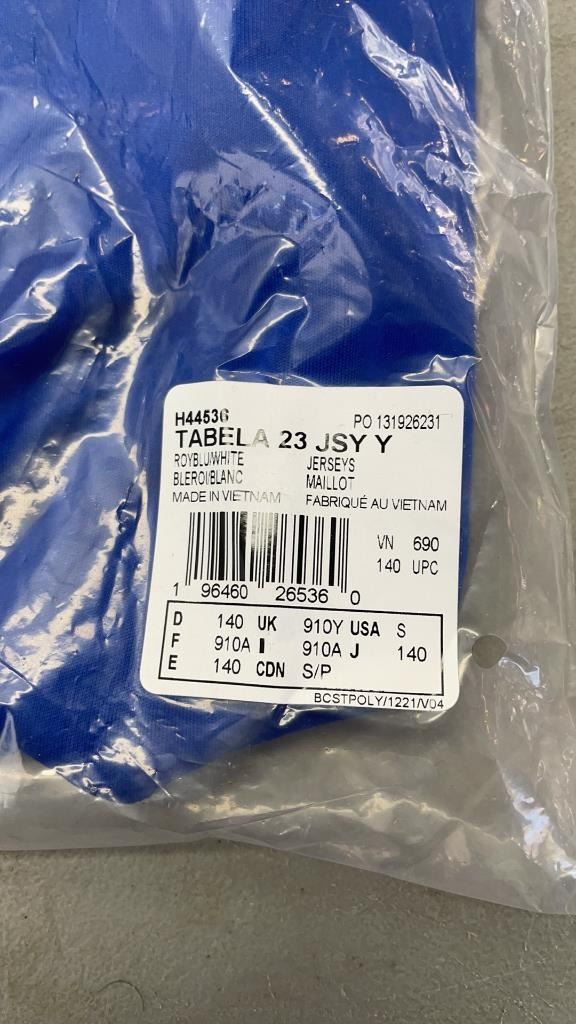 H44536
PO 131926231
TABELA 23 JSY Y
ROYBLU/WHITE
JERSEYS
BLEROI/BLANC
MAILLOT
MADE IN VIETNAM
FABRIQUÉ AU VIETNAM
VN 690
140 UPC
1 96460 26536 0
D 140 UK 910Y USA S
F 910A I 910A J 140
E 140 CDN S/P
BCSTPOLY/1221/V04